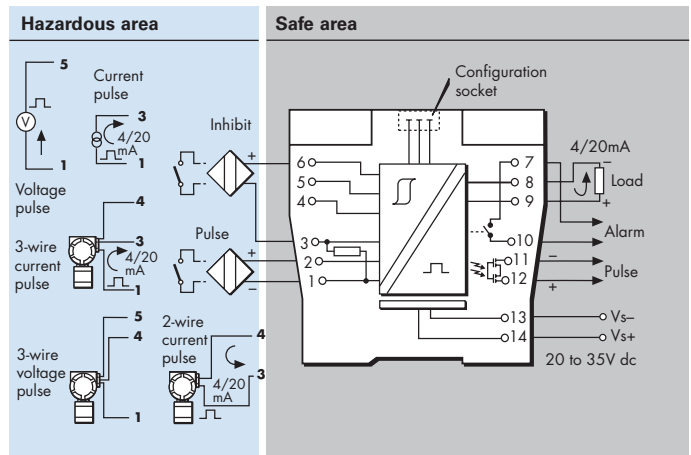 Hazardous area
Safe area
5
V
1
Voltage
pulse
Current
pulse
3
4/20
mA
1
Inhibit
+
3-wire
current
pulse
4
3
4/20
mA
1
Pulse
+
–
3-wire
voltage
pulse
5
4
1
2-wire
current
pulse
4
3
4/20
mA
Configuration
socket
6
5
4
3
2
1
7
8
9
10
11
12
13
14
4/20mA
–
Load
+
Alarm
–
Pulse
+
Vs–
Vs+
20 to 35V dc